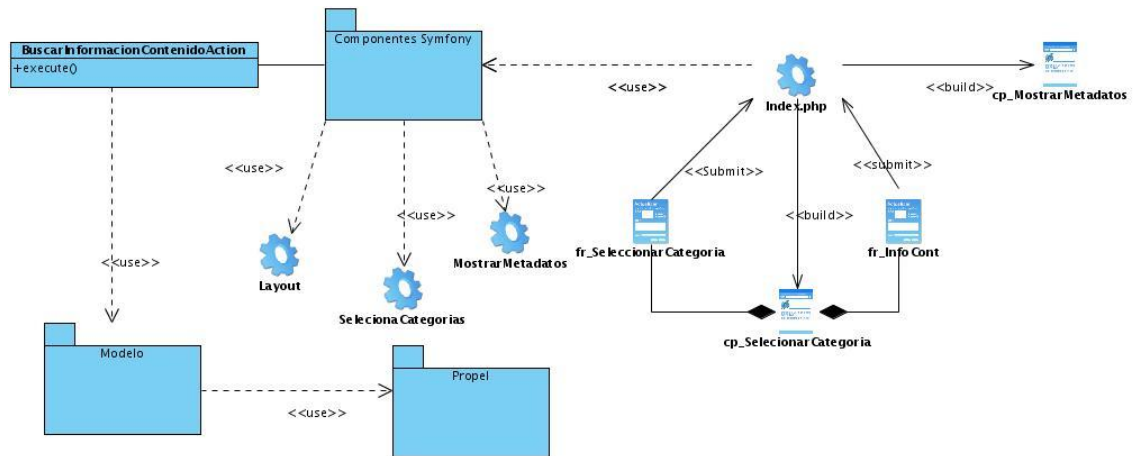 BuscarInformacionContenidoAction
+execute()
Componentes Symfony
<<use>>
Index.php
<<build>>
cp_MostrarMetadatos
<<use>>
<<use>>
<<use>>
<<Submit>>
<<submit>>
<<build>>
fr_SeleccionarCategoria
fr_InfoCont
<<use>>
Layout
MostrarMetadatos
SelecionaCategorias
cp_SelecionarCategoria
Modelo
Propel
<<use>>